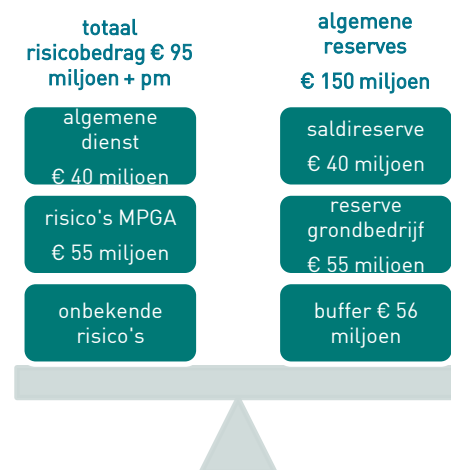 totaal
risicobedrag € 95
miljoen + pm
algemene
dienst
€ 40 miljoen
risico's MPGA
€ 55 miljoen
onbekende
risico's
algemene
reserves
€ 150 miljoen
saldireserve
€ 40 miljoen
reserve
grondbedrijf
€ 55 miljoen
buffer € 56
miljoen